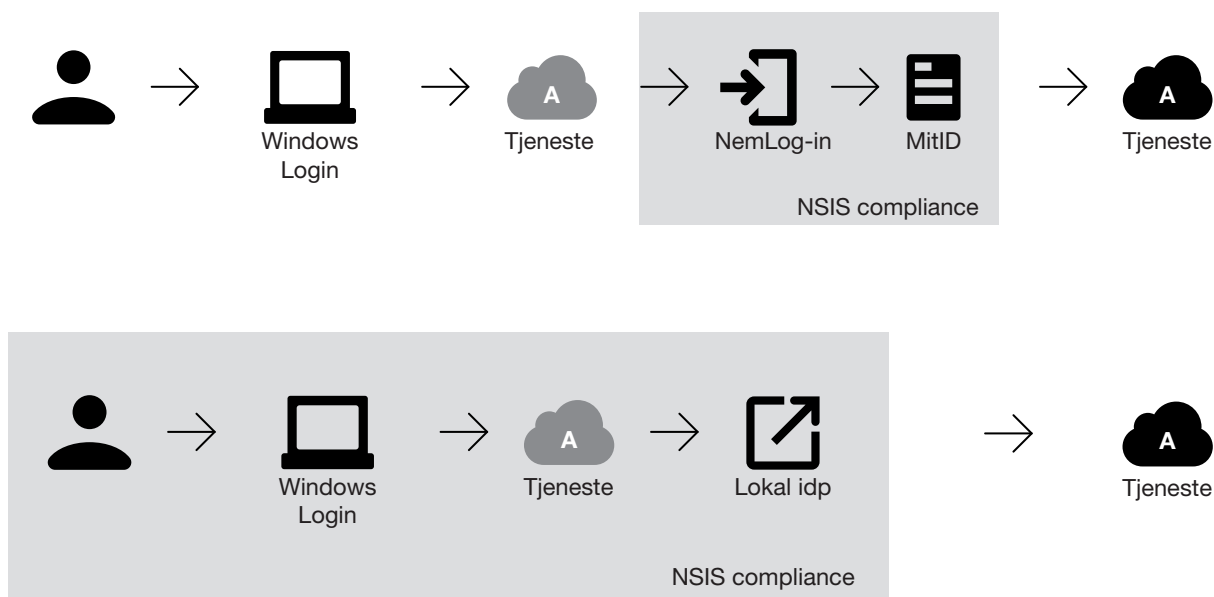 A
A
Windows
Login
Tjeneste
NemLog-in
MitID
Tjeneste
NSIS compliance
A
A
Windows
Login
Tjeneste
Lokal idp
Tjeneste
NSIS compliance